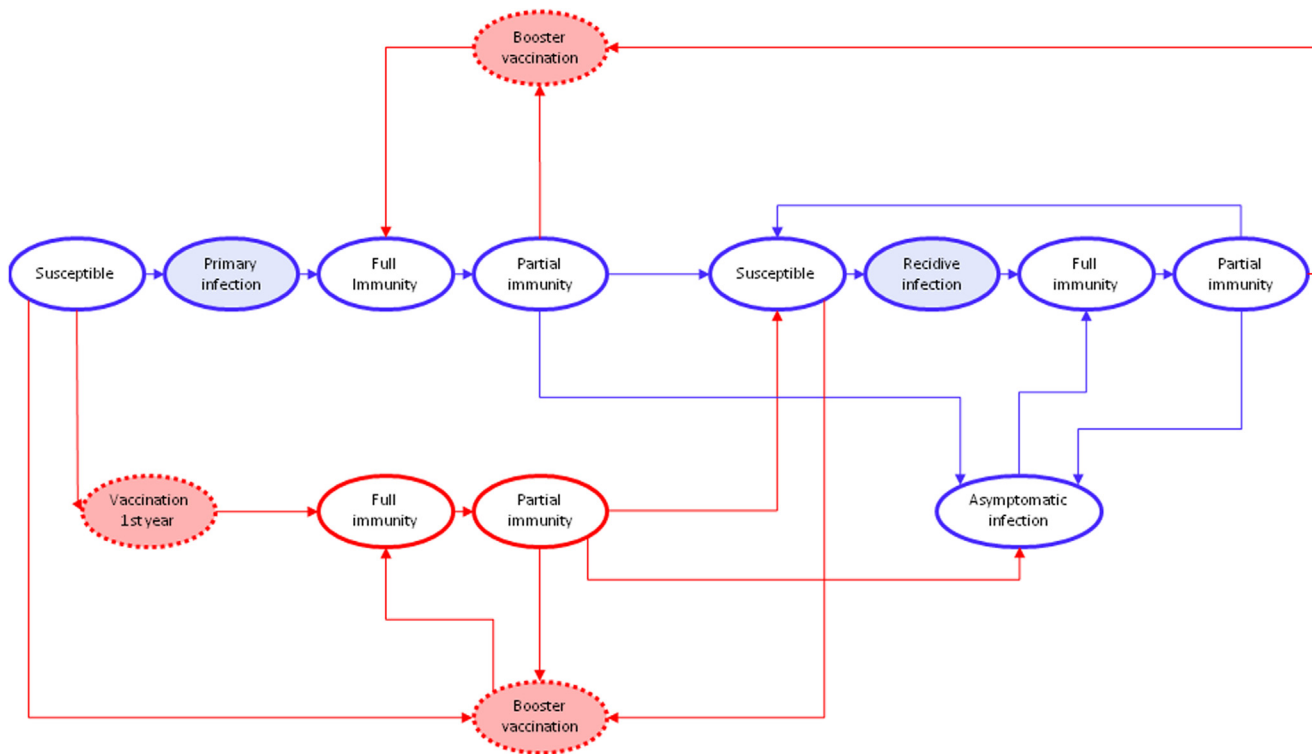 Booster
vaccination
Susceptible
Primary
infection
Full
Immunity
Partial
immunity
Susceptible
Recidive
infection
Full
immunity
Partial
immunity
Vaccination
1st year
Full
immunity
Partial
immunity
Asymptomatic
infection
Booster
vaccination